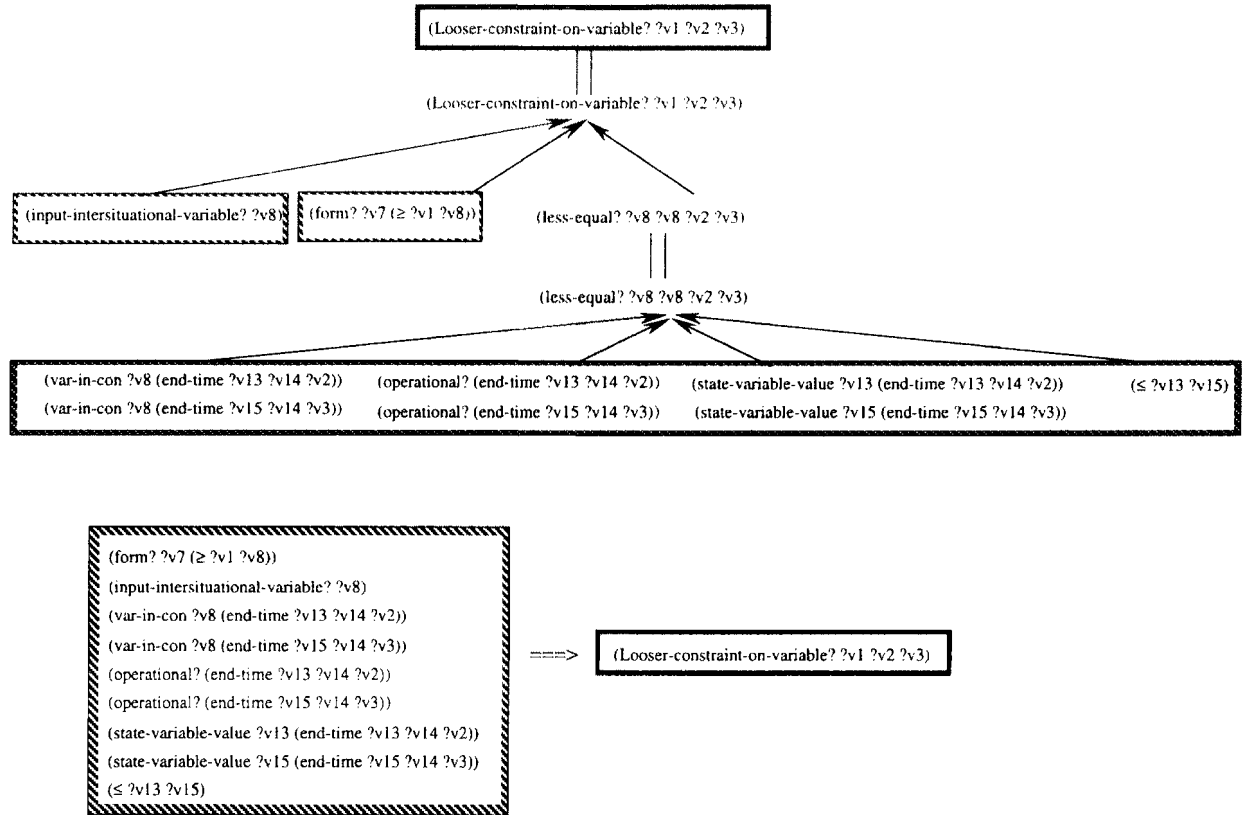 (Looser-constraint-on-variable? ?v1 ?v2 ?v3)
(Looser-constraint-on-variable? ?v1 ?v2 ?v3)
(input-intersituational-variable? ?v8)
(form? ?v7 (≥ ?v1 ?v8))
(less-equal? ?v8 ?v8 ?v2 ?v3)
(less-equal? ?v8 ?v8 ?v2 ?v3)
(var-in-con ?v8 (end-time ?v13 ?v14 ?v2)) (operational? (end-time ?v13 ?v14 ?v2)) (state-variable-value ?v13 (end-time ?v13 ?v14 ?v2)) (≤ ?v13 ?v15)
(var-in-con ?v8 (end-time ?v15 ?v14 ?v3)) (operational? (end-time ?v15 ?v14 ?v3)) (state-variable-value ?v15 (end-time ?v15 ?v14 ?v3))
(form? ?v7 (≥ ?v1 ?v8))
(input-intersituational-variable? ?v8)
(var-in-con ?v8 (end-time ?v13 ?v14 ?v2))
(var-in-con ?v8 (end-time ?v15 ?v14 ?v3))
(operational? (end-time ?v13 ?v14 ?v2))
(operational? (end-time ?v15 ?v14 ?v3))
(state-variable-value ?v13 (end-time ?v13 ?v14 ?v2))
(state-variable-value ?v15 (end-time ?v15 ?v14 ?v3))
(≤ ?v13 ?v15)
===> (Looser-constraint-on-variable? ?v1 ?v2 ?v3)